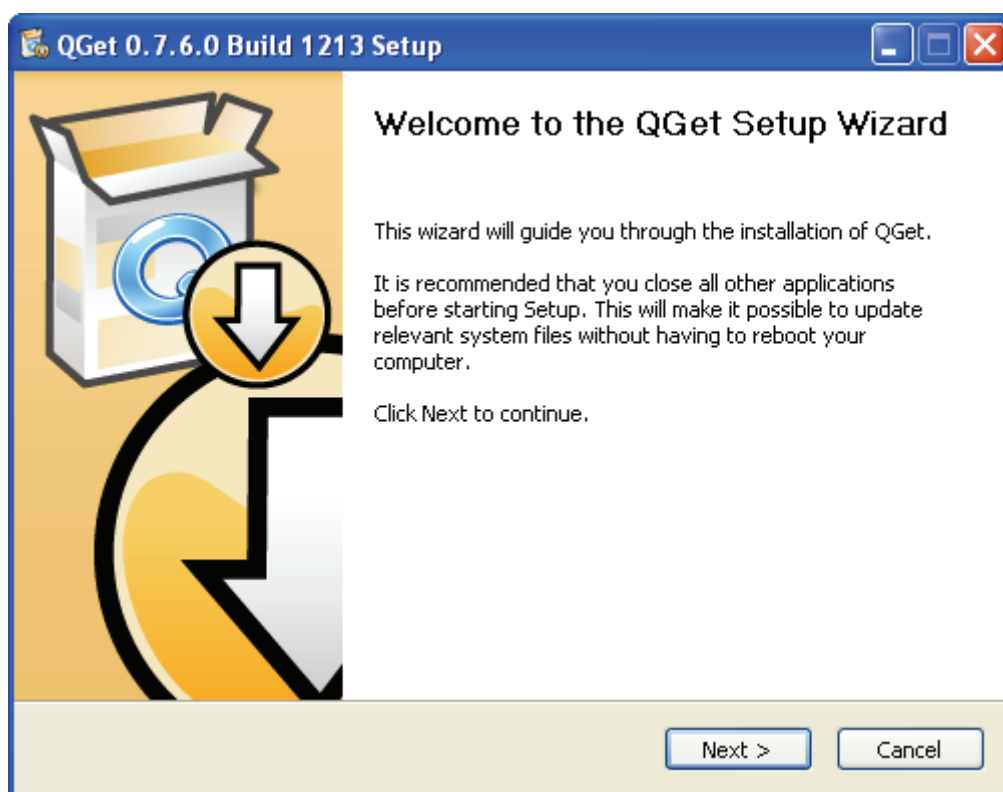 QGet 0.7.6.0 Build 1213 Setup
Welcome to the QGet Setup Wizard
This wizard will guide you through the installation of QGet.
It is recommended that you close all other applications
before starting Setup. This will make it possible to update
relevant system files without having to reboot your
computer.
Click Next to continue.
Next >
Cancel